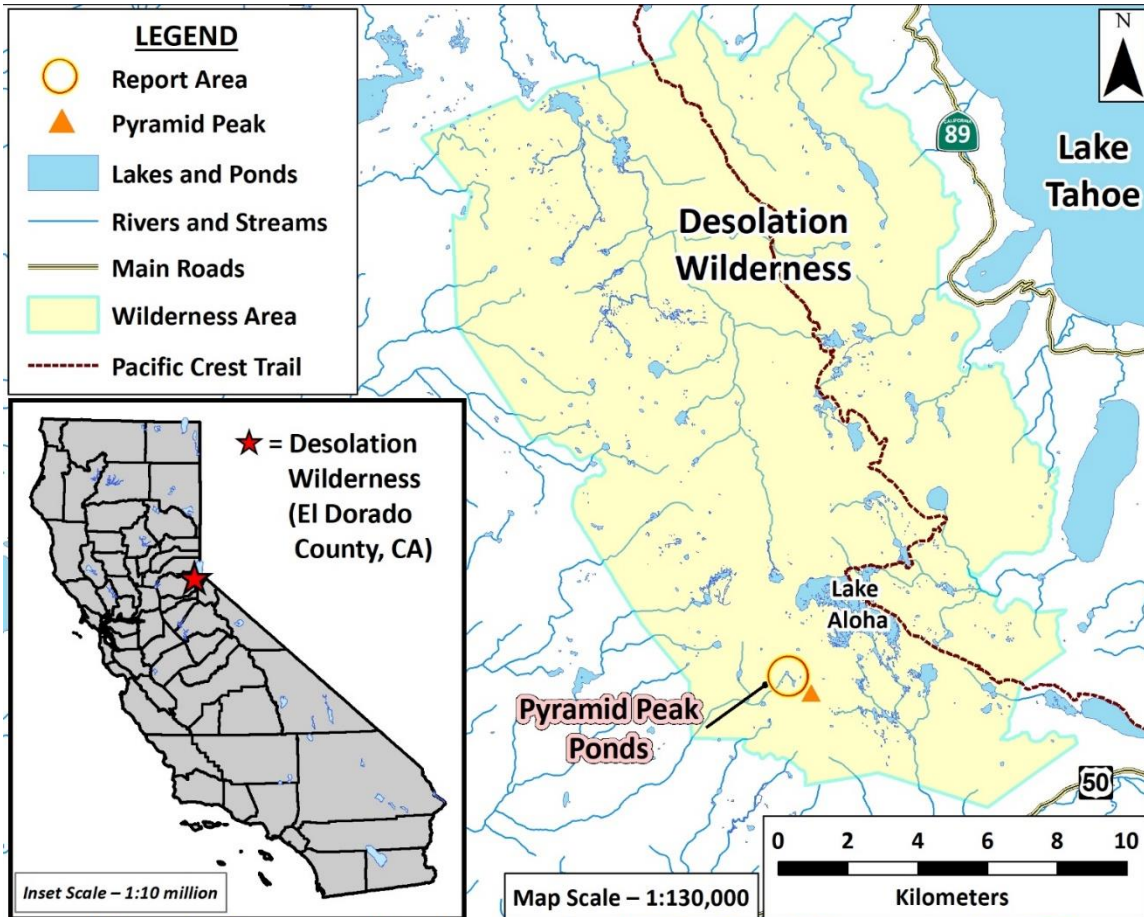 LEGEND
Report Area
Pyramid Peak
Lakes and Ponds
Rivers and Streams
Main Roads
Wilderness Area
Pacific Crest Trail
= Desolation
Wilderness
(El Dorado
County, CA)
Inset Scale – 1:10 million
N
CALIFORNIA
89
Lake
Tahoe
Desolation
Wilderness
Lake
Aloha
Pyramid Peak
Ponds
50
Map Scale – 1:130,000
0 2 4 6 8 10
Kilometers